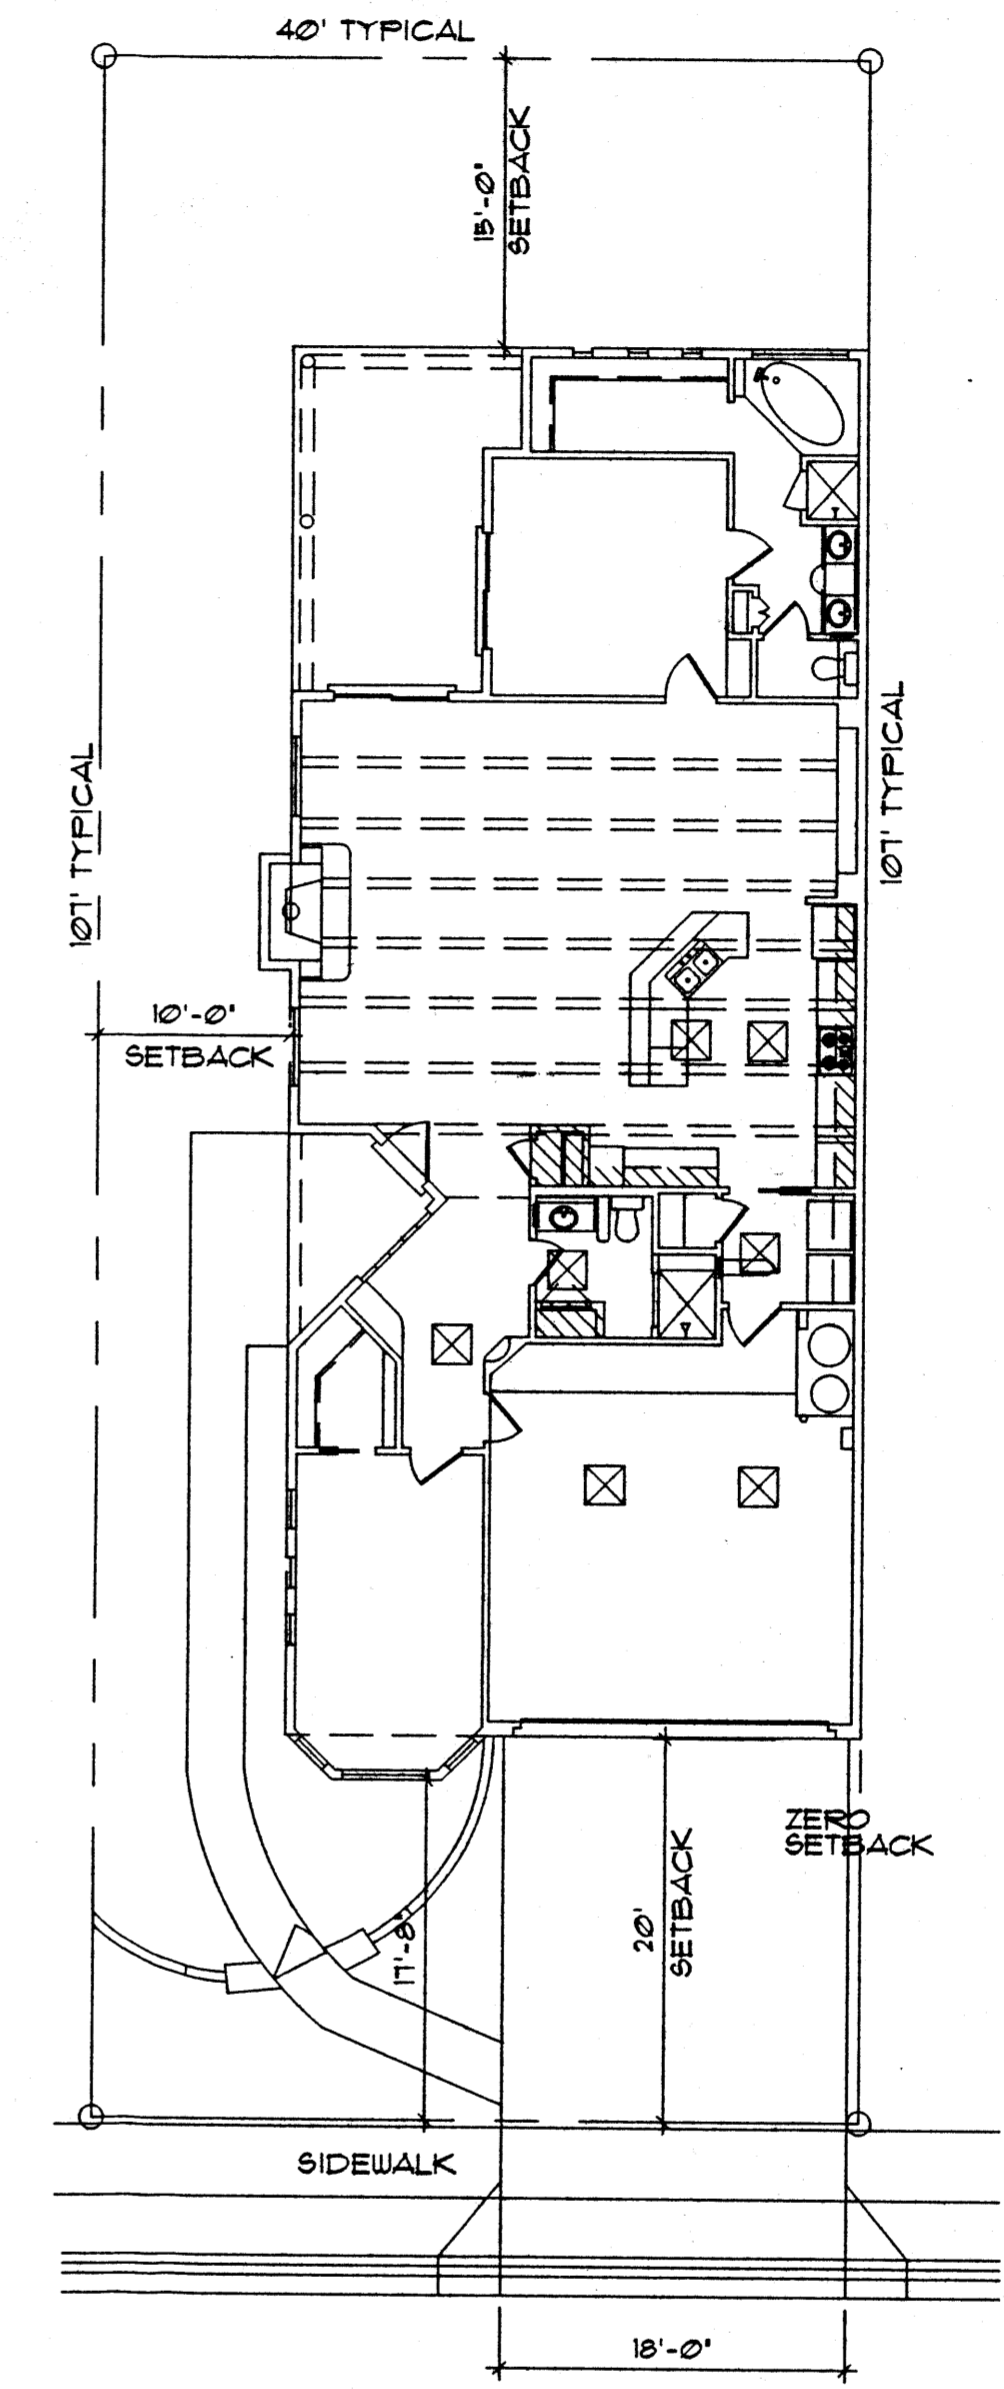 40' TYPICAL
15'-0"
SETBACK
107' TYPICAL
107' TYPICAL
10'-0"
SETBACK
ZERO
SETBACK
17'-8"
20'
SETBACK
SIDEWALK
18'-0"